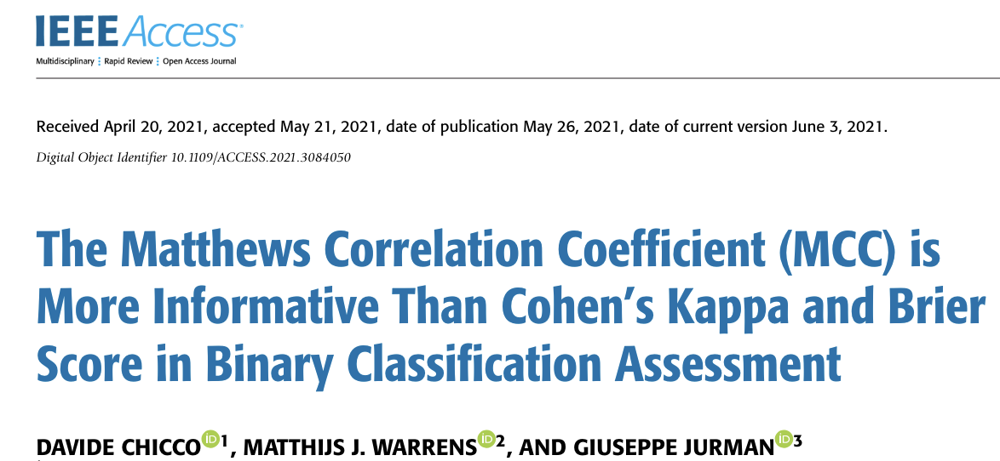 IEEE Access®
Multidisciplinary ⋮ Rapid Review ⋮ Open Access Journal
Received April 20, 2021, accepted May 21, 2021, date of publication May 26, 2021, date of current version June 3, 2021.
Digital Object Identifier 10.1109/ACCESS.2021.3084050
The Matthews Correlation Coefficient (MCC) is
More Informative Than Cohen’s Kappa and Brier
Score in Binary Classification Assessment
DAVIDE CHICCO iD 1, MATTHIJS J. WARRENS iD 2, AND GIUSEPPE JURMAN iD 3